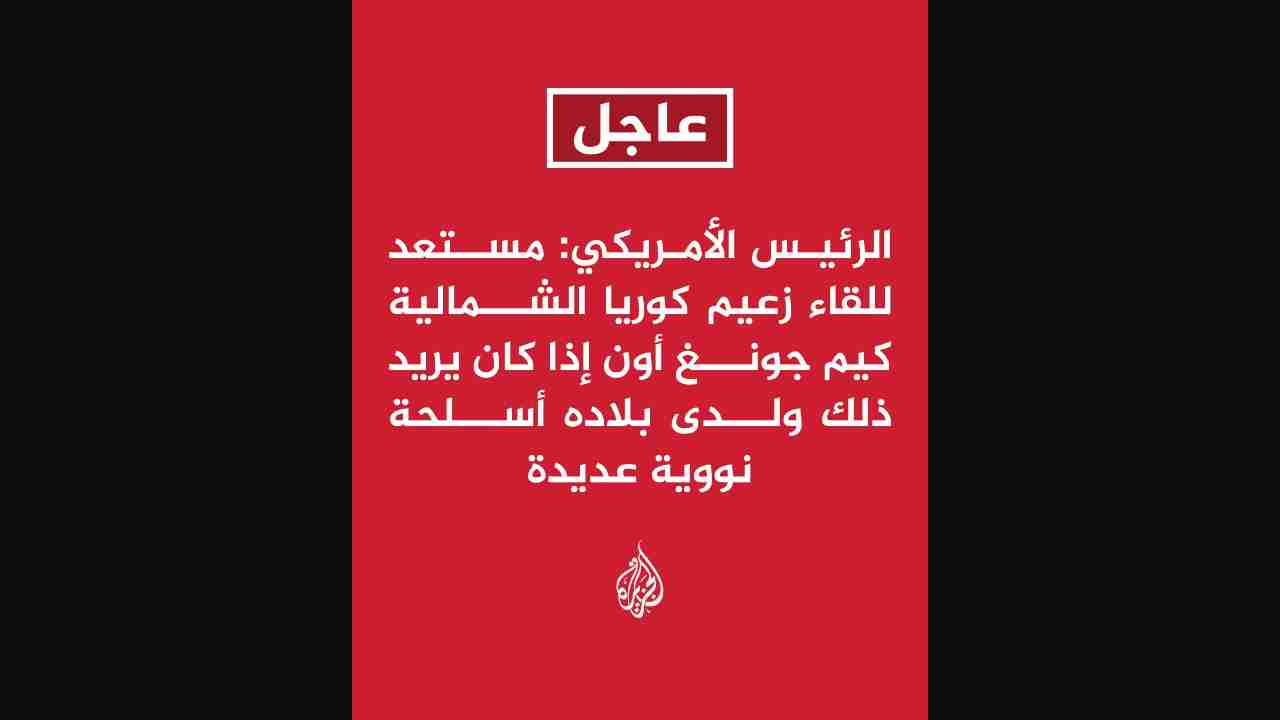 عاجل
الرئيس الأمريكي: مستعد
للقاء زعيم كوريا الشمالية
كيم جونغ أون إذا كان يريد
ذلك ولدى بلاده أسلحة
نووية عديدة
الجزيرة